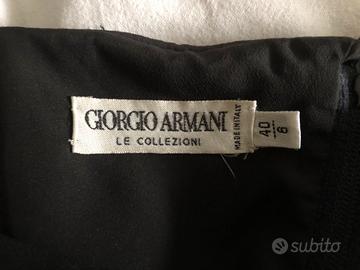 GIORGIO ARMANI
LE COLLEZIONI
MADE IN ITALY
40
6
subito